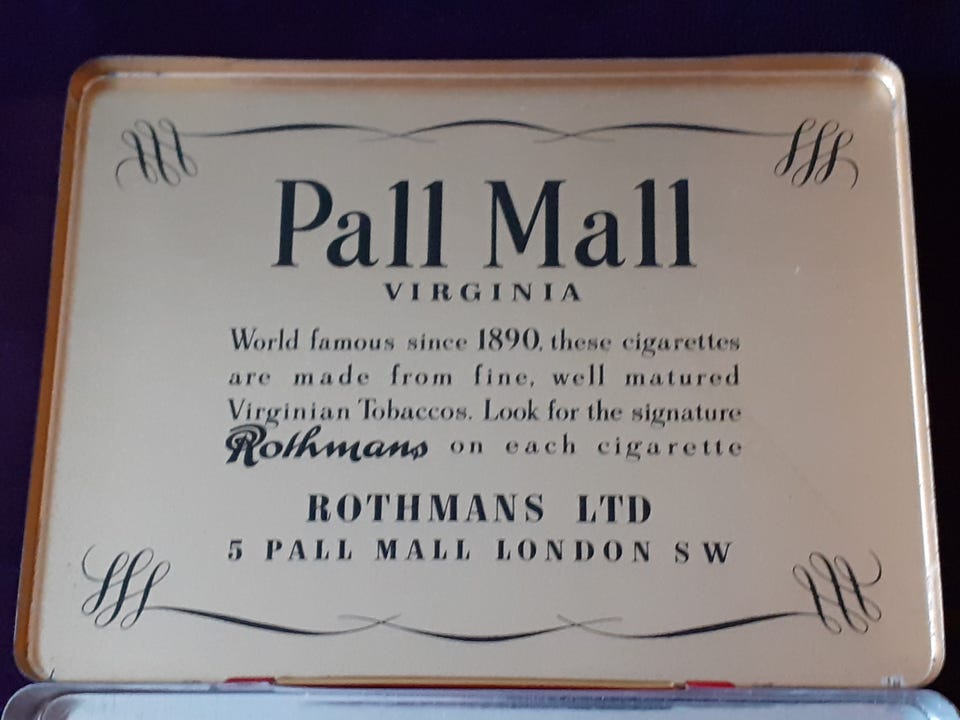 Pall Mall
VIRGINIA
World famous since 1890, these cigarettes
are made from fine, well matured
Virginian Tobaccos. Look for the signature
Rothmans on each cigarette
ROTHMANS LTD
5 PALL MALL LONDON S W